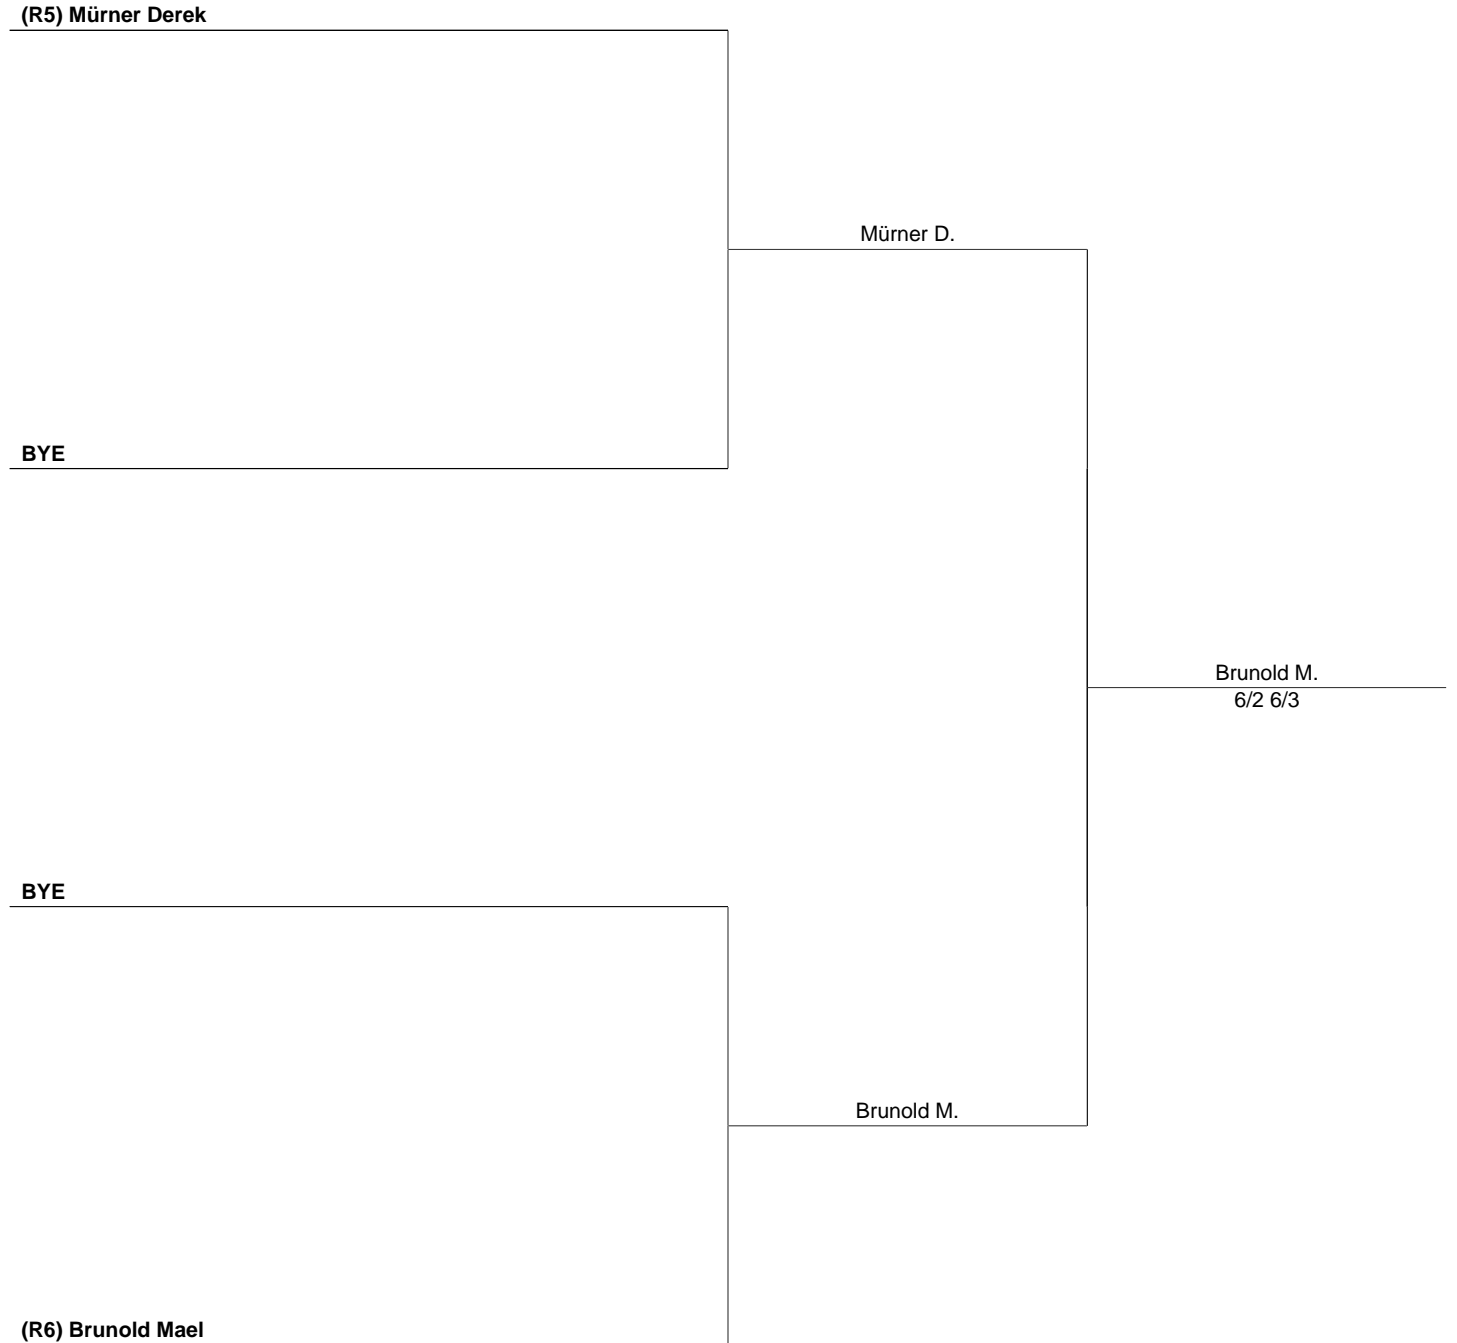 (R5) Mürner Derek
Mürner D.
BYE
Brunold M.
6/2 6/3
BYE
Brunold M.
(R6) Brunold Mael